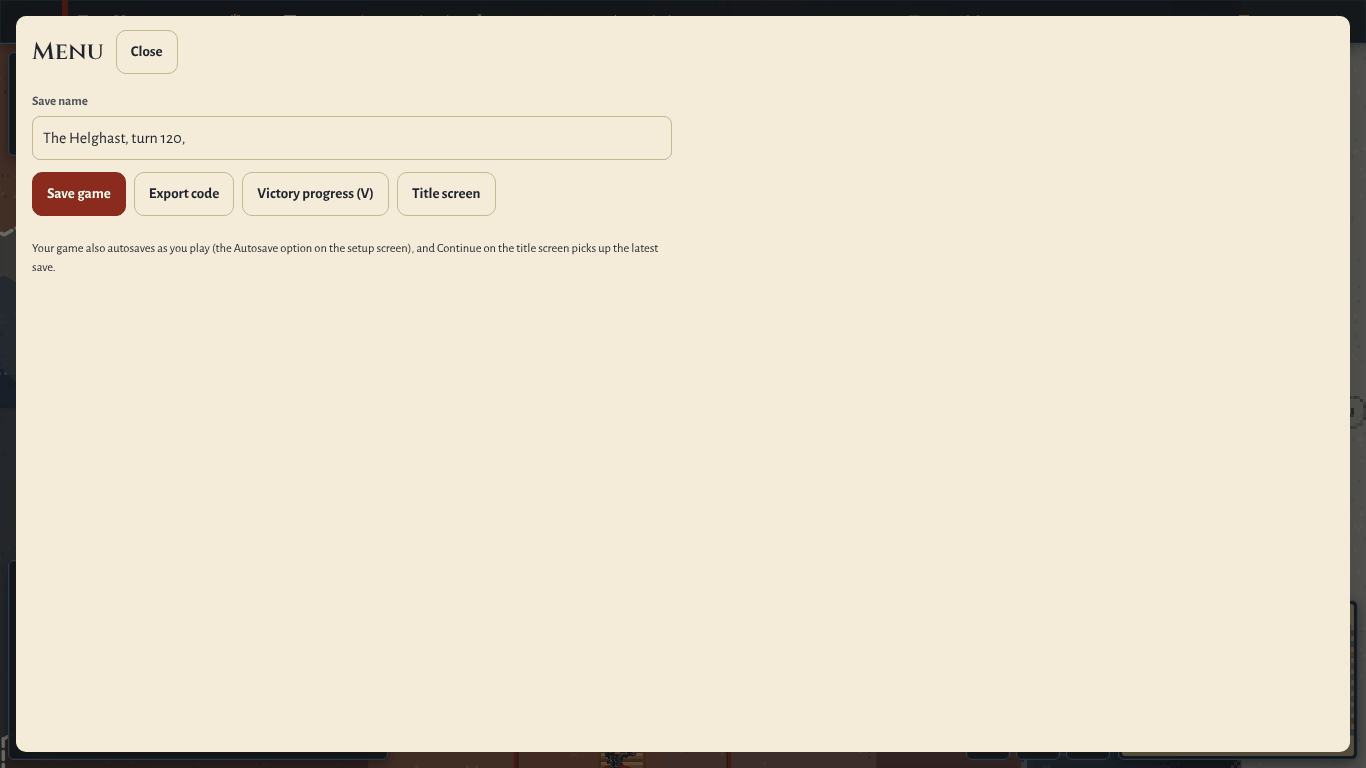 Menu
Close
Save name
The Helghast, turn 120,
Save game
Export code
Victory progress (V)
Title screen
Your game also autosaves as you play (the Autosave option on the setup screen), and Continue on the title screen picks up the latest
save.